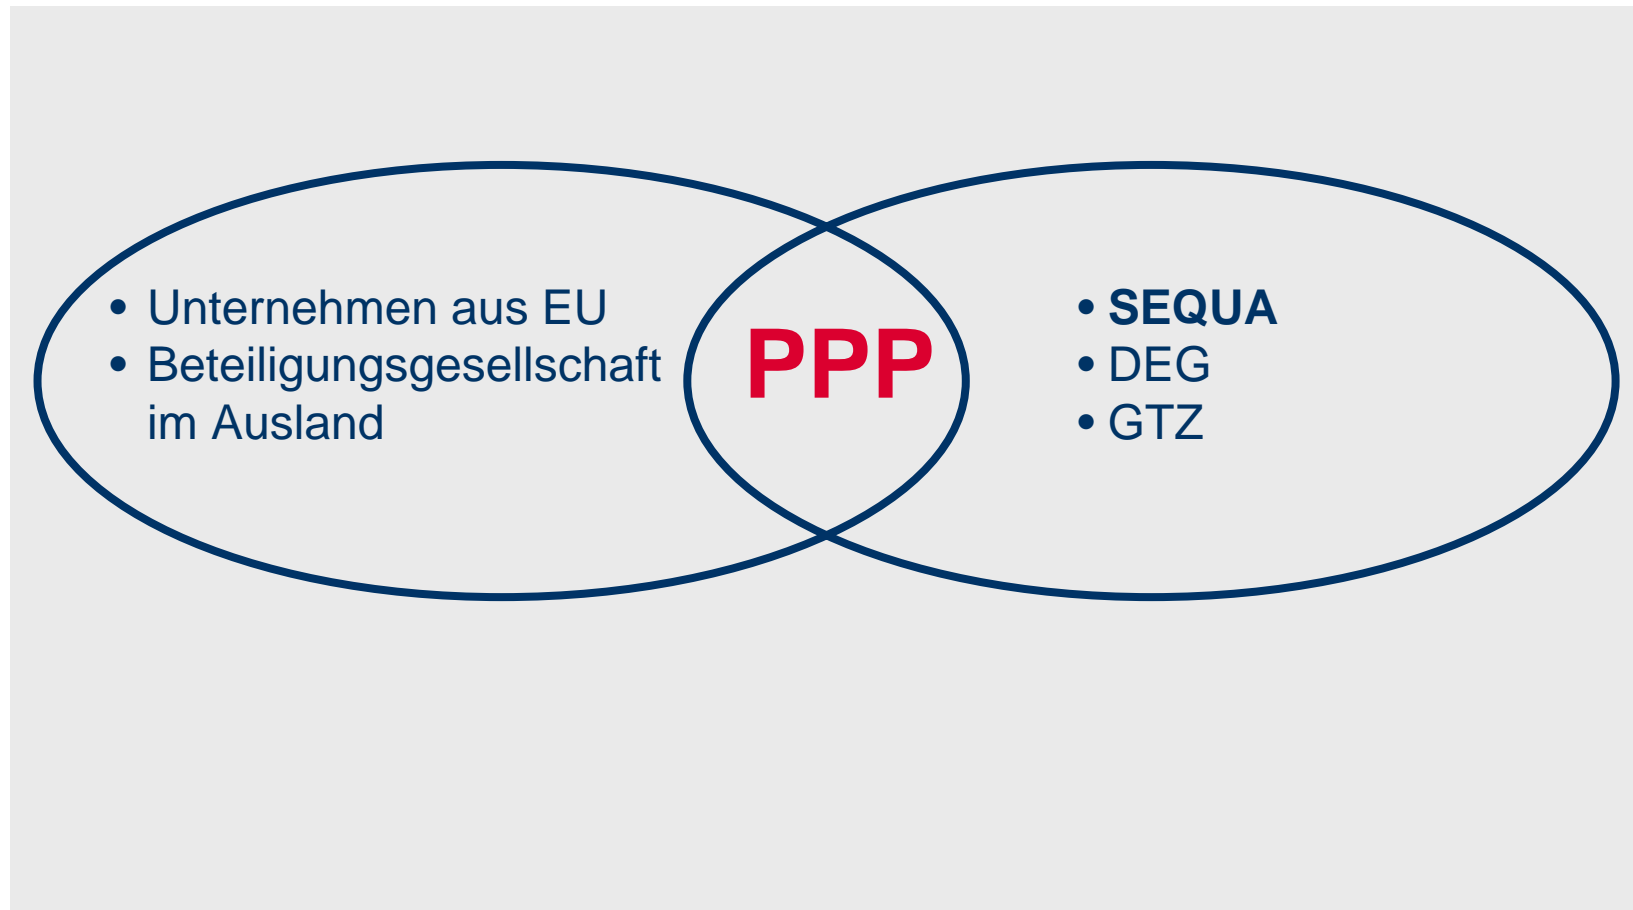 • Unternehmen aus EU
• Beteiligungsgesellschaft
im Ausland
PPP
• SEQUA
• DEG
• GTZ